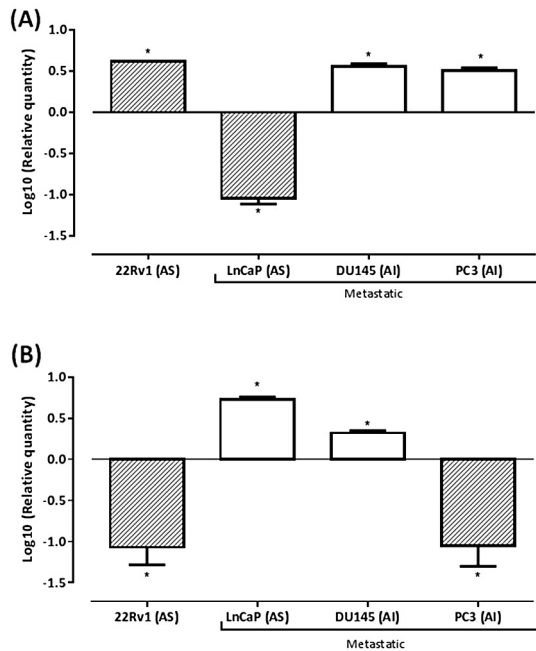 (A)
Log10 (Relative quantity)
1.0
0.5
0.0
-0.5
-1.0
-1.5
*
*
*
*
22Rv1 (AS) LnCaP (AS) DU145 (AI) PC3 (AI)
Metastatic
(B)
Log10 (Relative quantity)
1.0
0.5
0.0
-0.5
-1.0
-1.5
*
*
*
*
22Rv1 (AS) LnCaP (AS) DU145 (AI) PC3 (AI)
Metastatic